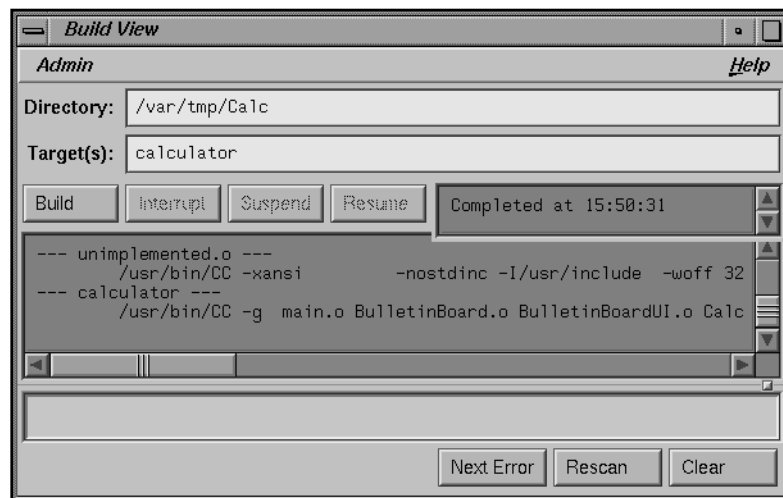 Build View
Admin Help
Directory: /var/tmp/Calc
Target(s): calculator
Build Interrupt Suspend Resume Completed at 15:50:31
--- unimplemented.o ---
/usr/bin/CC -xansi -nostdinc -I/usr/include -woff 32
--- calculator ---
/usr/bin/CC -g main.o BulletinBoard.o BulletinBoardUI.o Calc
Next Error Rescan Clear